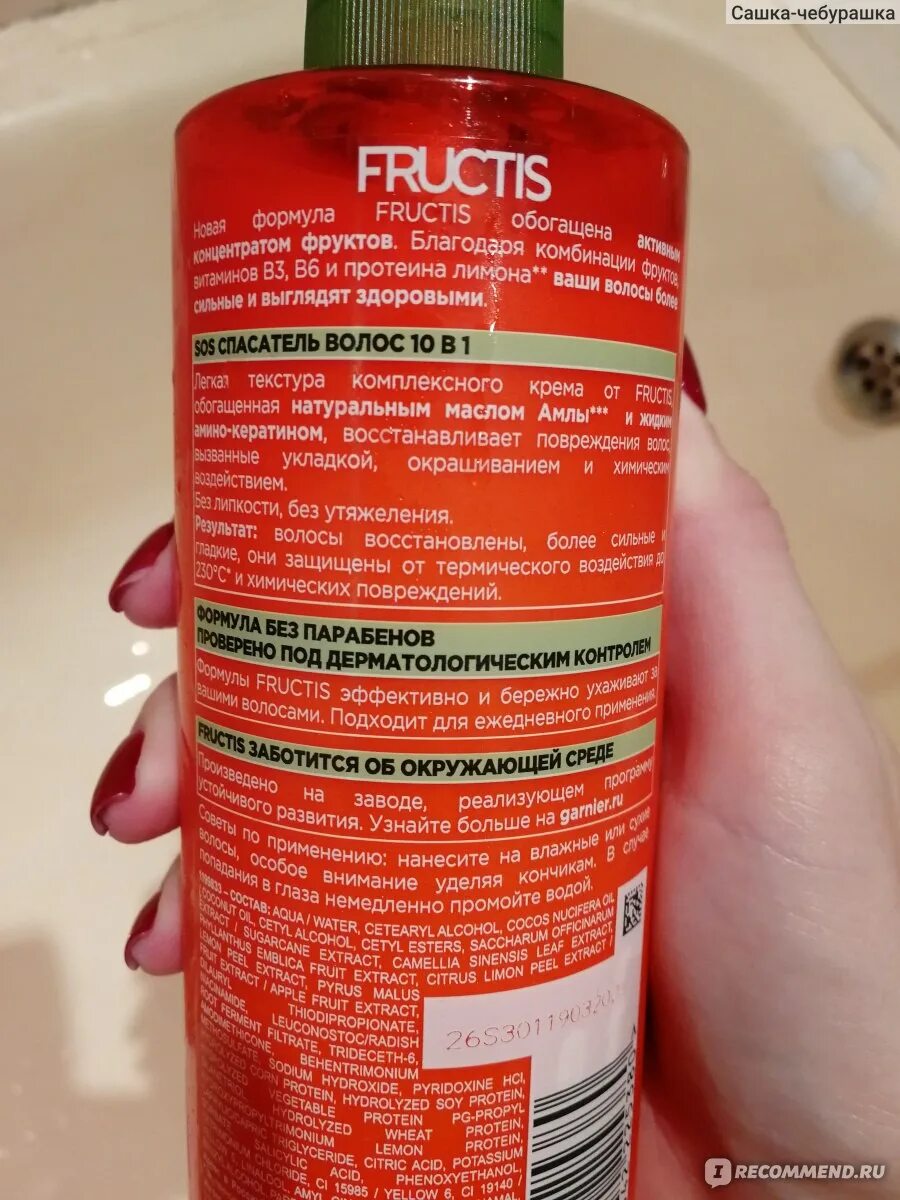 Сашка-чебурашка
FRUCTIS
Новая формула FRUCTIS обогащена активным
концентратом фруктов. Благодаря комбинации фруктов,
витаминов B3, B6 и протеина лимона** ваши волосы более
сильные и выглядят здоровыми.
SOS СПАСАТЕЛЬ ВОЛОС 10 В 1
Легкая текстура комплексного крема от FRUCTIS
обогащенная натуральным маслом Амлы*** и жидким
амино-кератином, восстанавливает повреждения волос,
вызванные укладкой, окрашиванием и химическим
воздействием.
Без липкости, без утяжеления.
Результат: волосы восстановлены, более сильные и
гладкие, они защищены от термического воздействия до
230°C* и химических повреждений.
ФОРМУЛА БЕЗ ПАРАБЕНОВ
ПРОВЕРЕНО ПОД ДЕРМАТОЛОГИЧЕСКИМ КОНТРОЛЕМ
Формулы FRUCTIS эффективно и бережно ухаживают за
вашими волосами. Подходит для ежедневного применения.
FRUCTIS ЗАБОТИТСЯ ОБ ОКРУЖАЮЩЕЙ СРЕДЕ
Произведено на заводе, реализующем программу
устойчивого развития. Узнайте больше на garnier.ru
Советы по применению: нанесите на влажные или сухие
волосы, особое внимание уделяя кончикам. В случае
попадания в глаза немедленно промойте водой.
СОСТАВ: AQUA / WATER, CETEARYL ALCOHOL, COCOS NUCIFERA OIL
/ COCONUT OIL, CETYL ALCOHOL, CETYL ESTERS, SACCHARUM OFFICINARUM
EXTRACT / SUGARCANE EXTRACT, CAMELLIA SINENSIS LEAF EXTRACT,
PHYLLANTHUS EMBLICA FRUIT EXTRACT, CITRUS LIMON PEEL EXTRACT /
LEMON PEEL EXTRACT, PYRUS MALUS
FRUIT EXTRACT / APPLE FRUIT EXTRACT,
DILAURYL THIODIPROPIONATE,
NIACINAMIDE, LEUCONOSTOC/RADISH
ROOT FERMENT FILTRATE, TRIDECETH-6,
AMODIMETHICONE, BEHENTRIMONIUM
METHOSULFATE, SODIUM HYDROXIDE, PYRIDOXINE HCl,
HYDROLYZED CORN PROTEIN, HYDROLYZED SOY PROTEIN,
HYDROLYZED VEGETABLE PROTEIN PG-PROPYL
WHEAT PROTEIN,
LEMON PROTEIN,
TRIGLYCERIDE, CITRIC ACID, POTASSIUM
SALICYLIC ACID, PHENOXYETHANOL,
CHLORIDE, CI 15985 / YELLOW 6, CI 19140 /
26S301190320
IRECOMMEND.RU